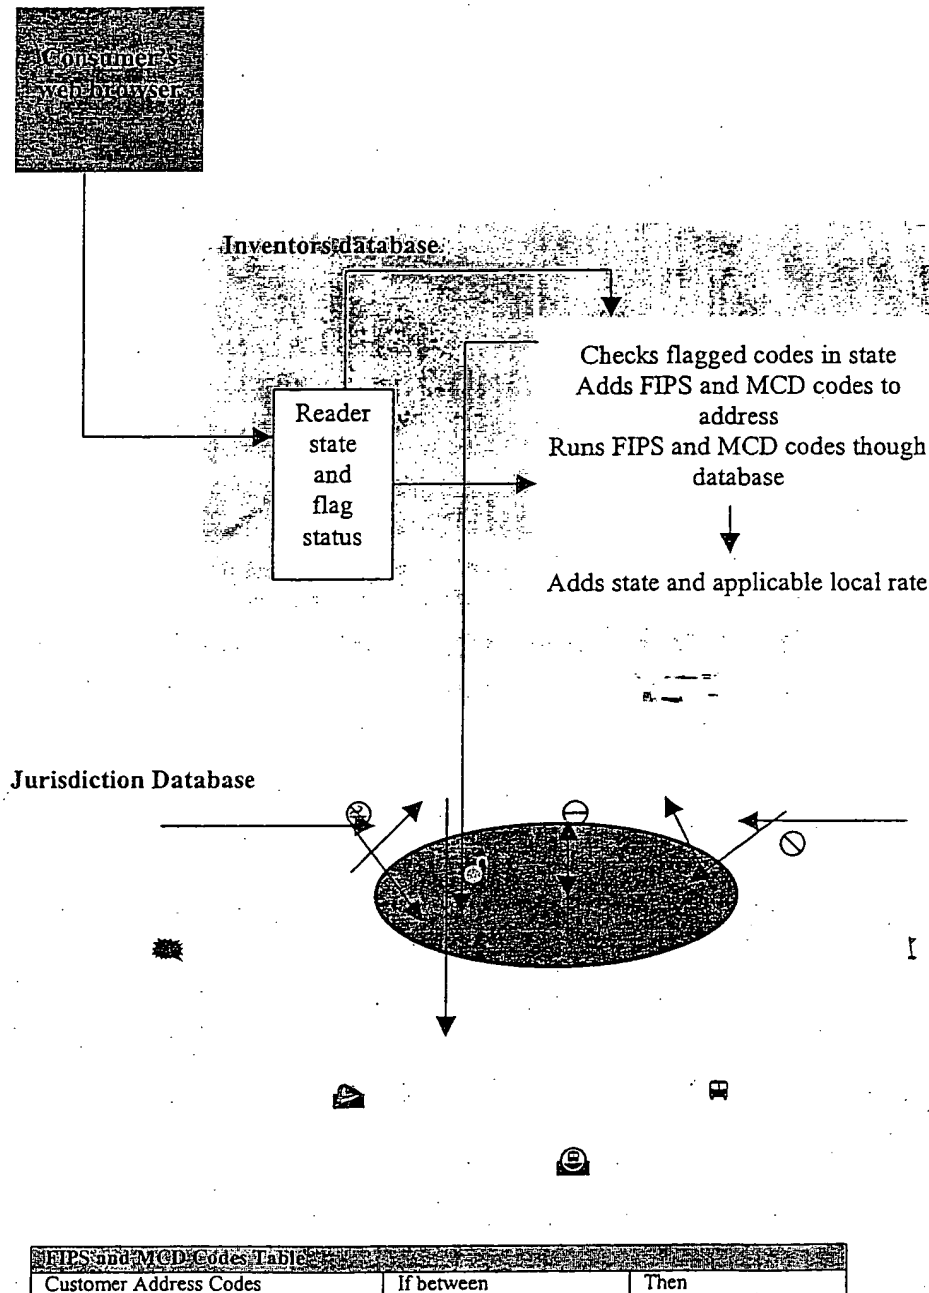 Consumer's
web browser
Inventors database
Checks flagged codes in state
Adds FIPS and MCD codes to
address
Runs FIPS and MCD codes though
database
Reader
state
and
flag
status
Adds state and applicable local rate
Jurisdiction Database
FIPS and MCD Codes Table
Customer Address Codes
If between
Then